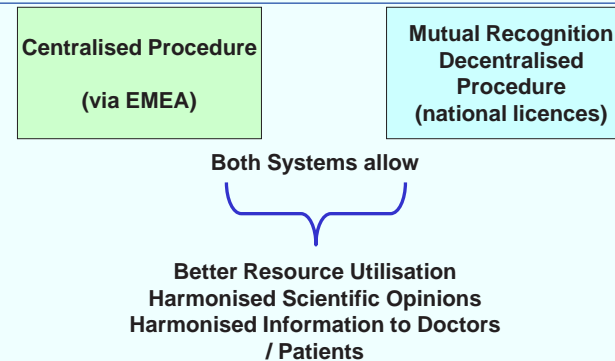 Centralised Procedure
(via EMEA)
Mutual Recognition
Decentralised
Procedure
(national licences)
Both Systems allow
Better Resource Utilisation
Harmonised Scientific Opinions
Harmonised Information to Doctors
/ Patients